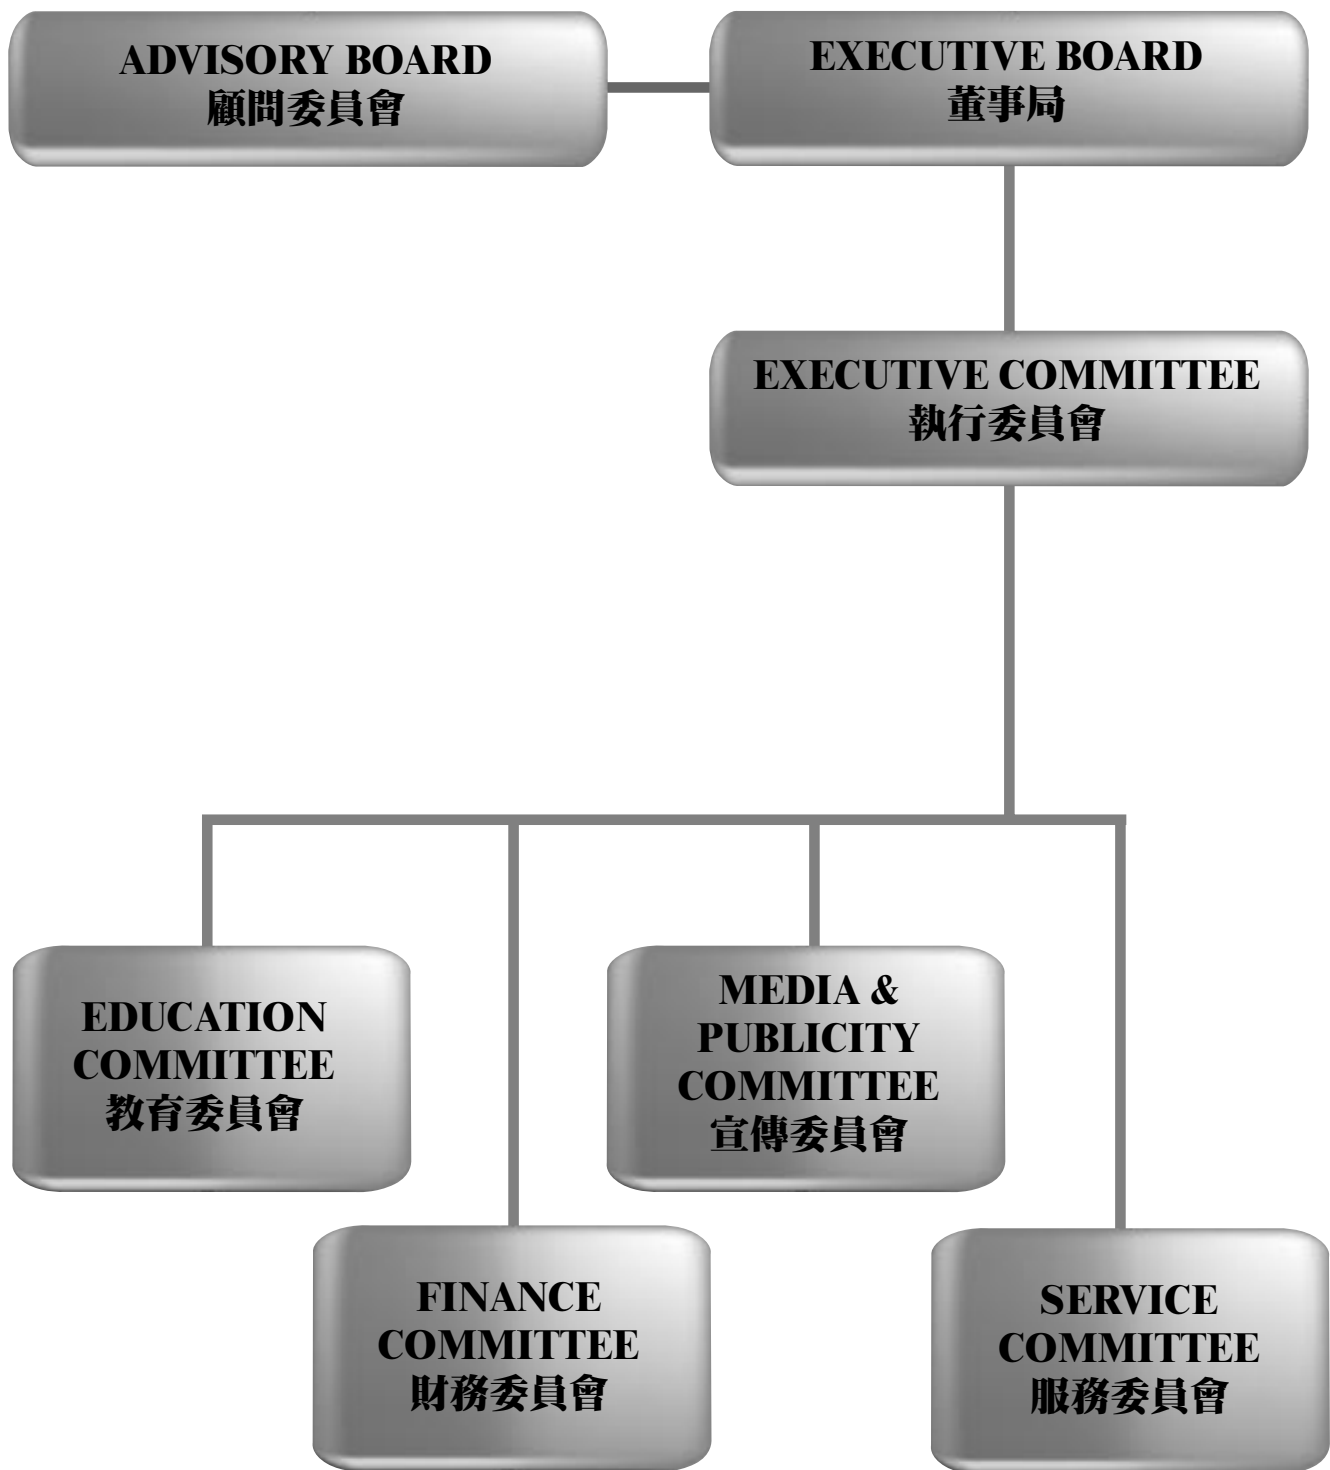 ADVISORY BOARD
顧問委員會
EXECUTIVE BOARD
董事局
EXECUTIVE COMMITTEE
執行委員會
EDUCATION
COMMITTEE
教育委員會
MEDIA &
PUBLICITY
COMMITTEE
宣傳委員會
FINANCE
COMMITTEE
財務委員會
SERVICE
COMMITTEE
服務委員會